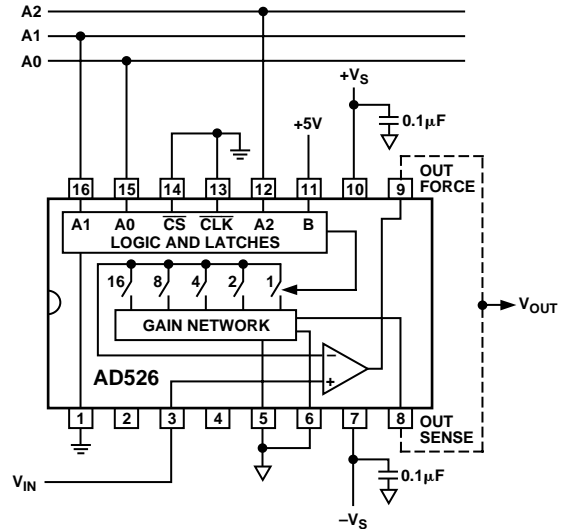 A2
A1
A0
+VS
0.1μF
+5V
OUT
FORCE
16 15 14 13 12 11 10 9
A1 A0 CS CLK A2 B
LOGIC AND LATCHES
16 8 4 2 1
GAIN NETWORK
VOUT
−
+
AD526
1 2 3 4 5 6 7 8
OUT
SENSE
VIN
0.1μF
−VS